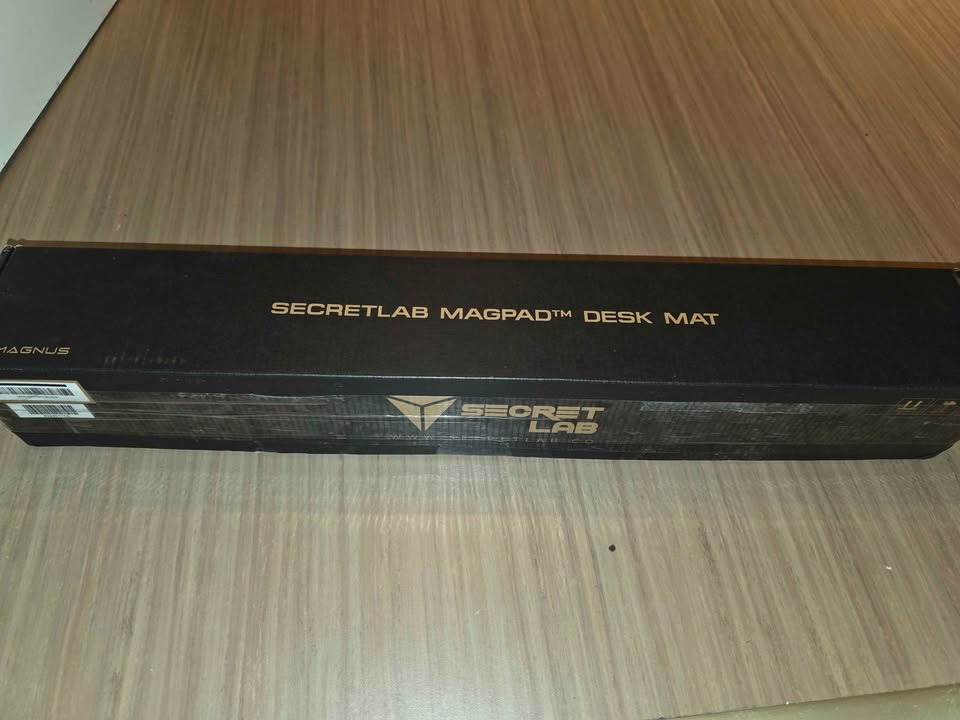 SECRETLAB MAGPAD™ DESK MAT
MAGNUS
SECRET
LAB